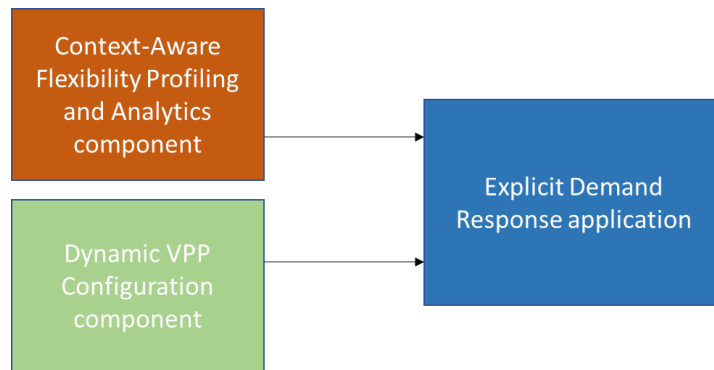 Context-Aware
Flexibility Profiling
and Analytics
component
Explicit Demand
Response application
Dynamic VPP
Configuration
component